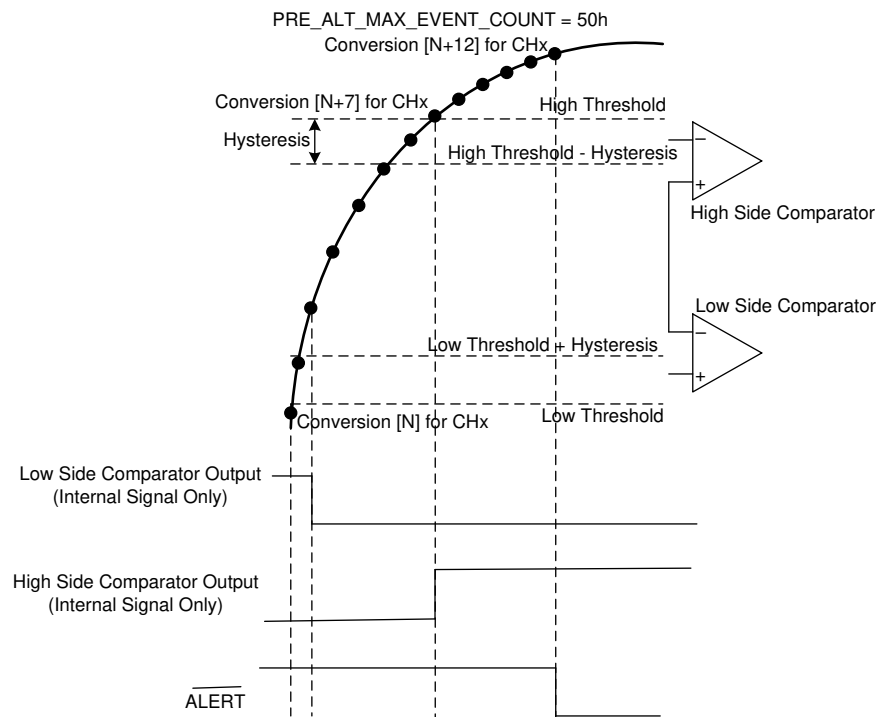 PRE_ALT_MAX_EVENT_COUNT = 50h
Conversion [N+12] for CHx
Conversion [N+7] for CHx
High Threshold
Hysteresis
High Threshold - Hysteresis
−
+
High Side Comparator
Low Side Comparator
−
Low Threshold + Hysteresis
+
Low Threshold
Conversion [N] for CHx
Low Side Comparator Output
(Internal Signal Only)
High Side Comparator Output
(Internal Signal Only)
ALERT